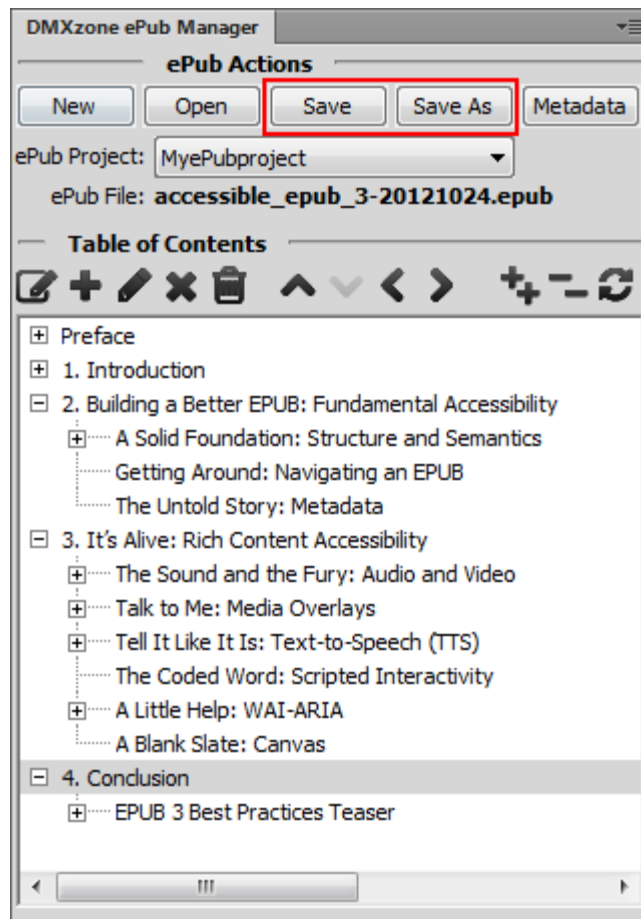 DMXzone ePub Manager
ePub Actions
New Open Save Save As Metadata
ePub Project: MyePubproject
ePub File: accessible_epub_3-20121024.epub
Table of Contents
Preface
1. Introduction
2. Building a Better EPUB: Fundamental Accessibility
A Solid Foundation: Structure and Semantics
Getting Around: Navigating an EPUB
The Untold Story: Metadata
3. It's Alive: Rich Content Accessibility
The Sound and the Fury: Audio and Video
Talk to Me: Media Overlays
Tell It Like It Is: Text-to-Speech (TTS)
The Coded Word: Scripted Interactivity
A Little Help: WAI-ARIA
A Blank Slate: Canvas
4. Conclusion
EPUB 3 Best Practices Teaser